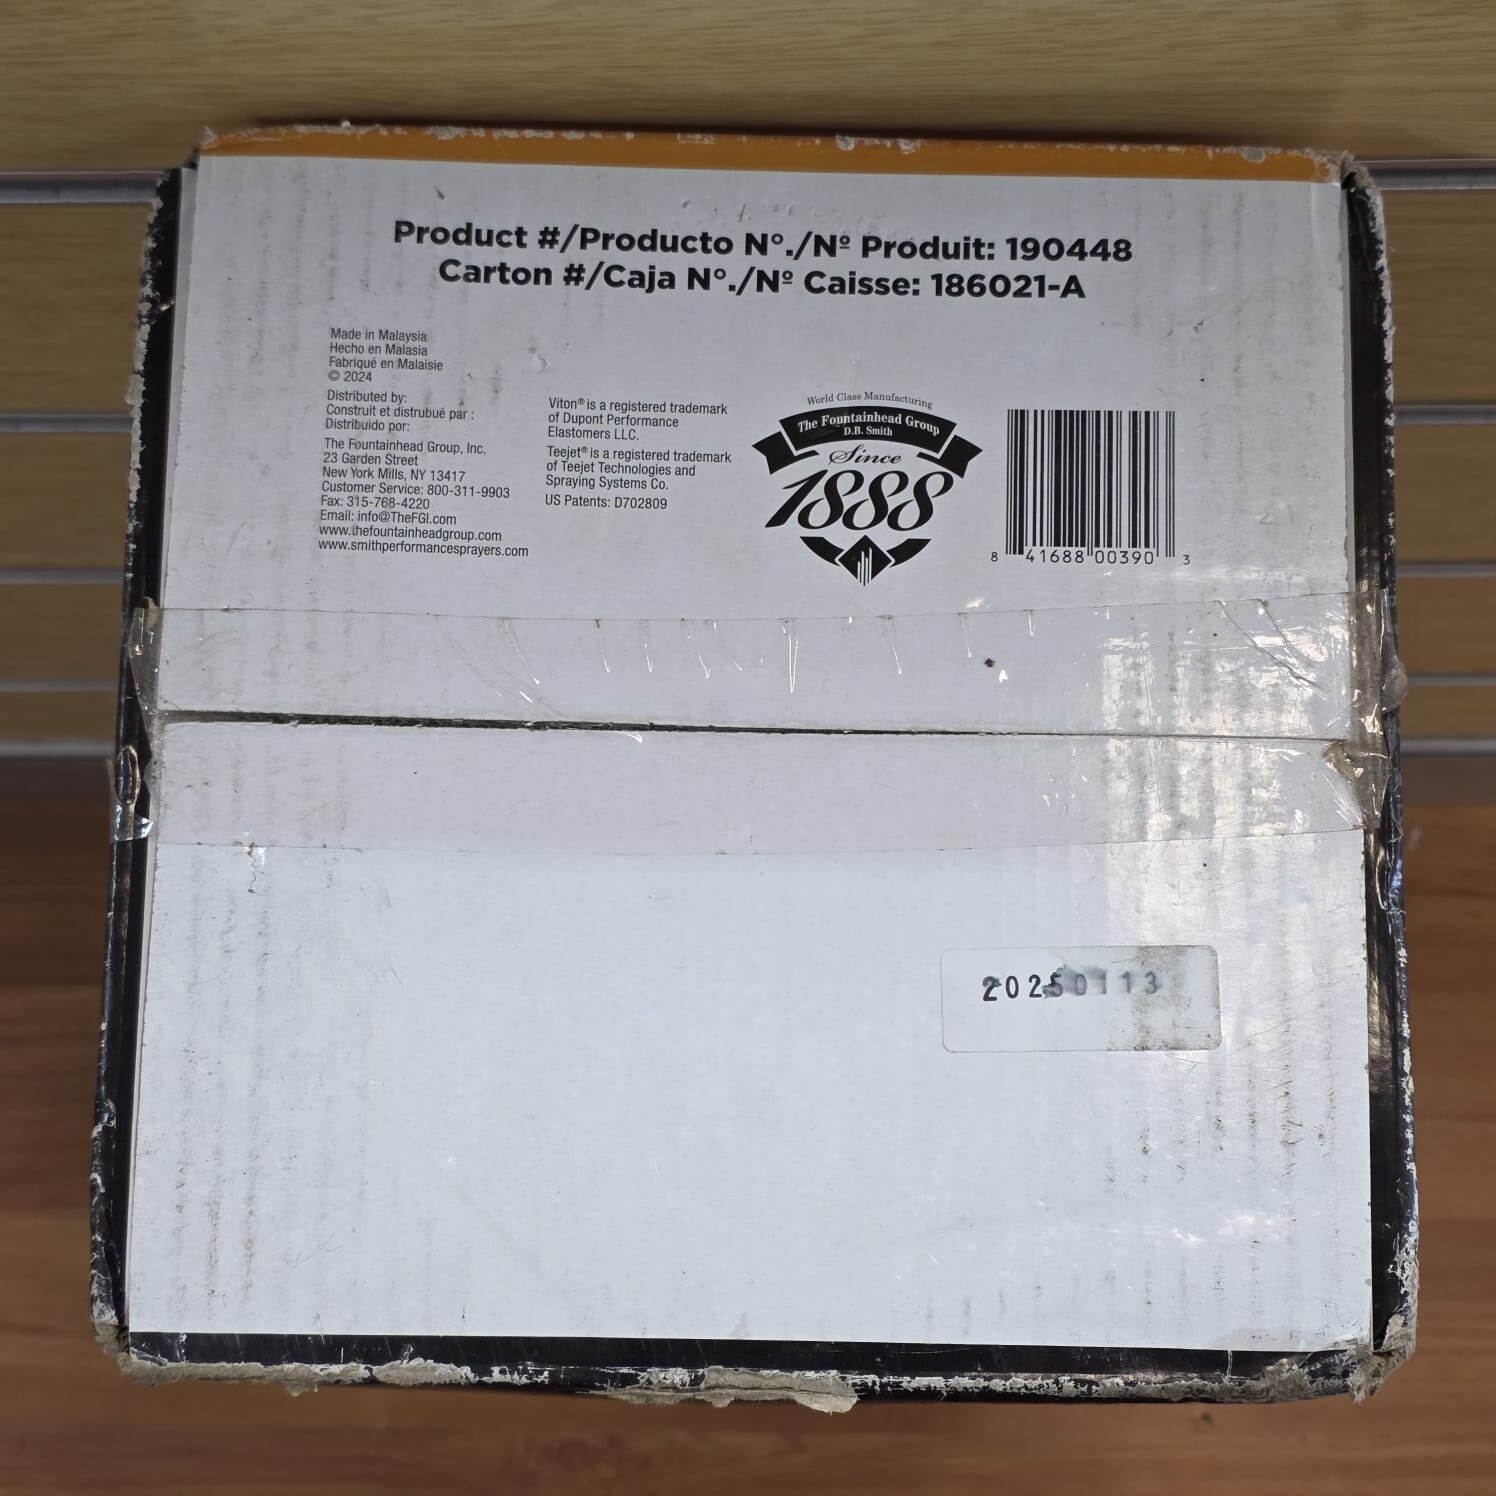 Product #/Producto N°./Nº Produit: 190448
Carton #/Caja N°./Nº Caisse: 186021-A
Made in Malaysia
Hecho en Malasia
Fabriqué en Malaisie
© 2024
Distributed by:
Construit et distrubué par :
Distribuido por:
The Fountainhead Group, Inc.
23 Garden Street
New York Mills, NY 13417
Customer Service: 800-311-9903
Fax: 315-768-4220
Email: info@TheFGI.com
www.thefountainheadgroup.com
www.smithperformancesprayers.com
Viton® is a registered trademark
of Dupont Performance
Elastomers LLC.
Teejet® is a registered trademark
of Teejet Technologies and
Spraying Systems Co.
US Patents: D702809
World Class Manufacturing
The Fountainhead Group
D.B. Smith
Since
1888
8 41688 00390 3
20250113